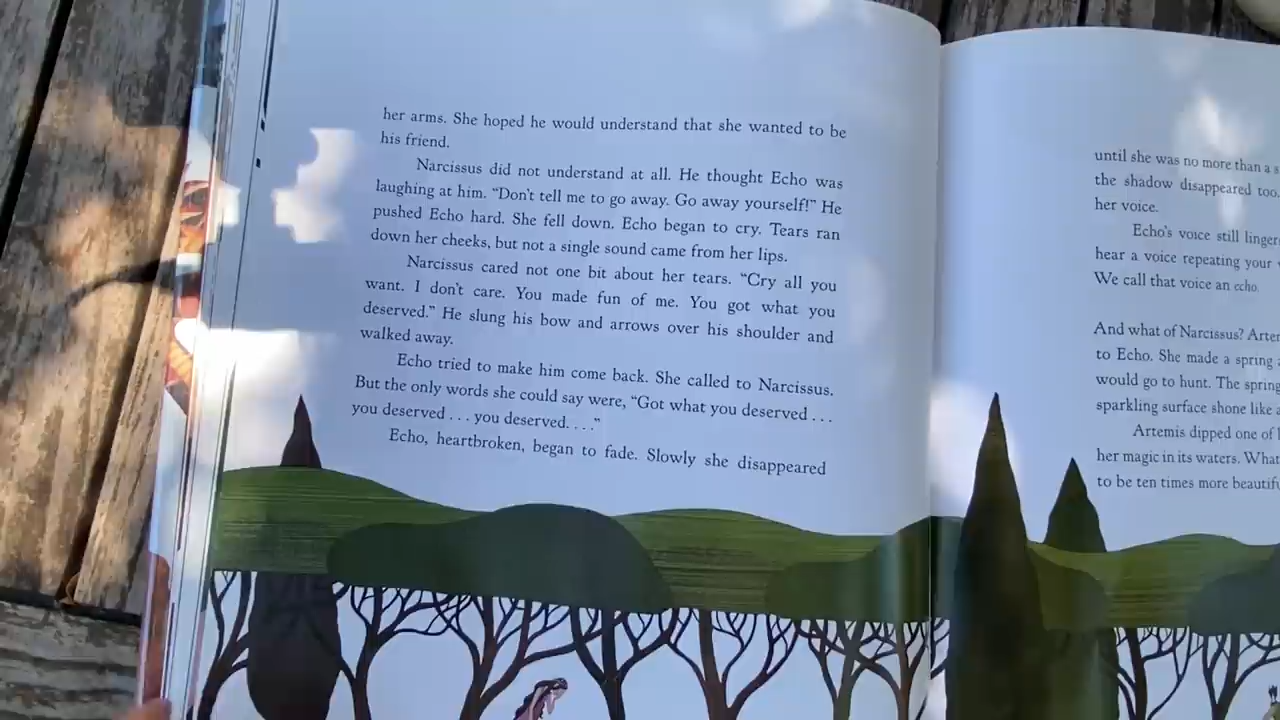 her arms. She hoped he would understand that she wanted to be
his friend.
Narcissus did not understand at all. He thought Echo was
laughing at him. “Don’t tell me to go away. Go away yourself!” He
pushed Echo hard. She fell down. Echo began to cry. Tears ran
down her cheeks, but not a single sound came from her lips.
Narcissus cared not one bit about her tears. “Cry all you
want. I don’t care. You made fun of me. You got what you
deserved.” He slung his bow and arrows over his shoulder and
walked away.
Echo tried to make him come back. She called to Narcissus.
But the only words she could say were, “Got what you deserved . . .
you deserved . . . you deserved. . . .”
Echo, heartbroken, began to fade. Slowly she disappeared
until she was no more than a
the shadow disappeared too.
her voice.
Echo’s voice still
hear a voice repeating your
We call that voice an echo.
And what of Narcissus?
to Echo. She made a spring
would go to hunt. The spring
sparkling surface shone like
Artemis dipped one of
her magic in its waters. What
to be ten times more